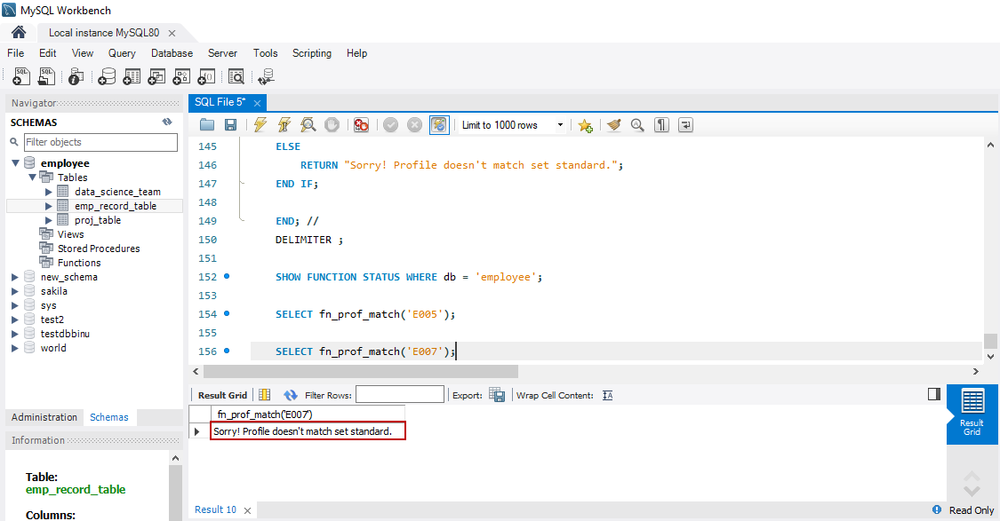 MySQL Workbench
Local instance MySQL80
File Edit View Query Database Server Tools Scripting Help
Navigator
SCHEMAS
Filter objects
employee
Tables
data_science_team
emp_record_table
proj_table
Views
Stored Procedures
Functions
new_schema
sakila
sys
test2
testdbbinu
world
Administration Schemas
Information
Table:
emp_record_table
Columns:
SQL File 5*
Limit to 1000 rows
145 ELSE
146 RETURN "Sorry! Profile doesn't match set standard.";
147 END IF;
148
149 END; //
150 DELIMITER ;
151
152 SHOW FUNCTION STATUS WHERE db = 'employee';
153
154 SELECT fn_prof_match('E005');
155
156 SELECT fn_prof_match('E007');
Result Grid Filter Rows: Export: Wrap Cell Content:
fn_prof_match('E007')
Sorry! Profile doesn't match set standard.
Result
Grid
Result 10
Read Only